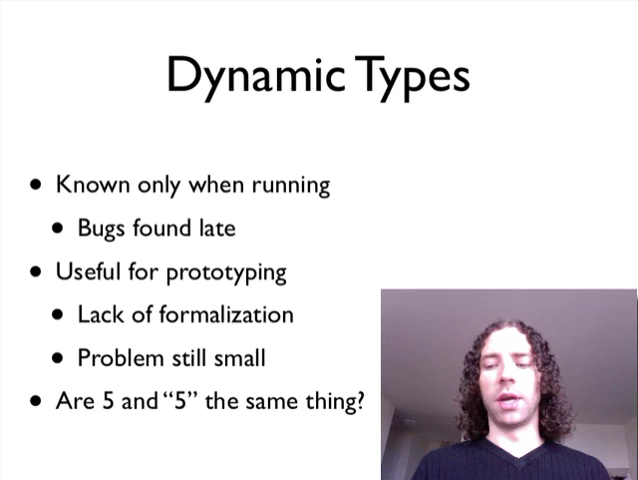 Dynamic Types
• Known only when running
• Bugs found late
• Useful for prototyping
• Lack of formalization
• Problem still small
• Are 5 and “5” the same thing?